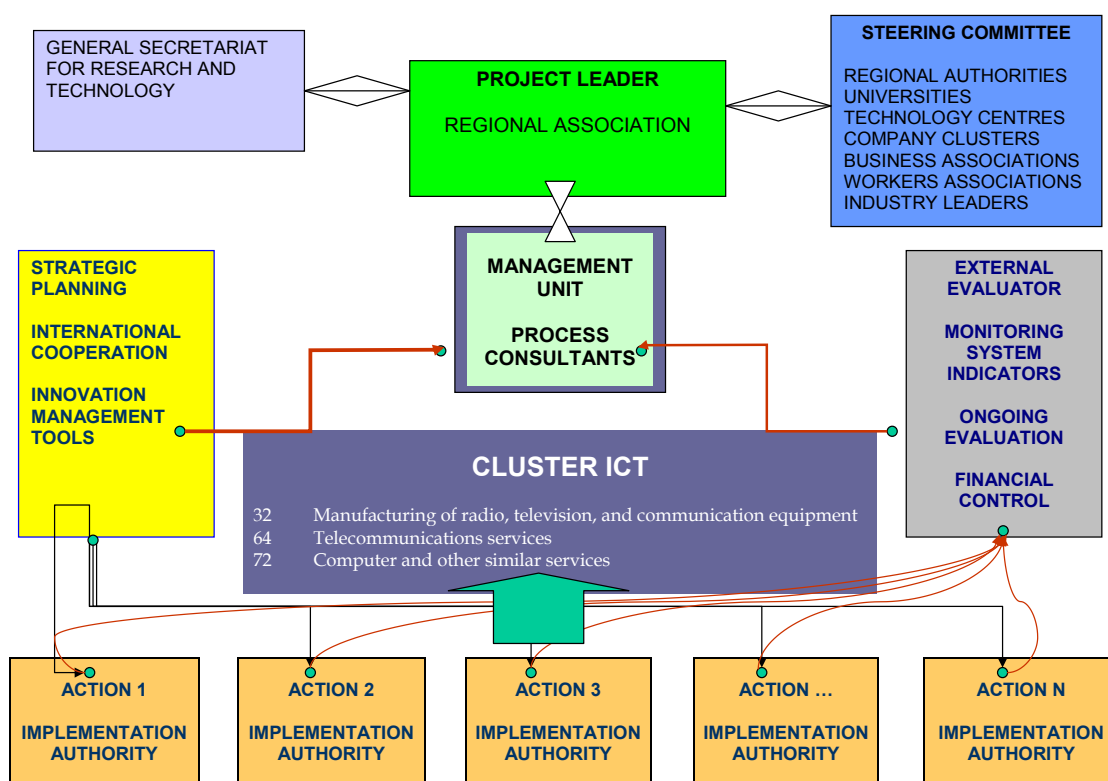 GENERAL SECRETARIAT
FOR RESEARCH AND
TECHNOLOGY
PROJECT LEADER
REGIONAL ASSOCIATION
STEERING COMMITTEE
REGIONAL AUTHORITIES
UNIVERSITIES
TECHNOLOGY CENTRES
COMPANY CLUSTERS
BUSINESS ASSOCIATIONS
WORKERS ASSOCIATIONS
INDUSTRY LEADERS
STRATEGIC
PLANNING
INTERNATIONAL
COOPERATION
INNOVATION
MANAGEMENT
TOOLS
MANAGEMENT
UNIT
PROCESS
CONSULTANTS
EXTERNAL
EVALUATOR
MONITORING
SYSTEM
INDICATORS
ONGOING
EVALUATION
FINANCIAL
CONTROL
CLUSTER ICT
32 Manufacturing of radio, television, and communication equipment
64 Telecommunications services
72 Computer and other similar services
ACTION 1
IMPLEMENTATION
AUTHORITY
ACTION 2
IMPLEMENTATION
AUTHORITY
ACTION 3
IMPLEMENTATION
AUTHORITY
ACTION …
IMPLEMENTATION
AUTHORITY
ACTION N
IMPLEMENTATION
AUTHORITY